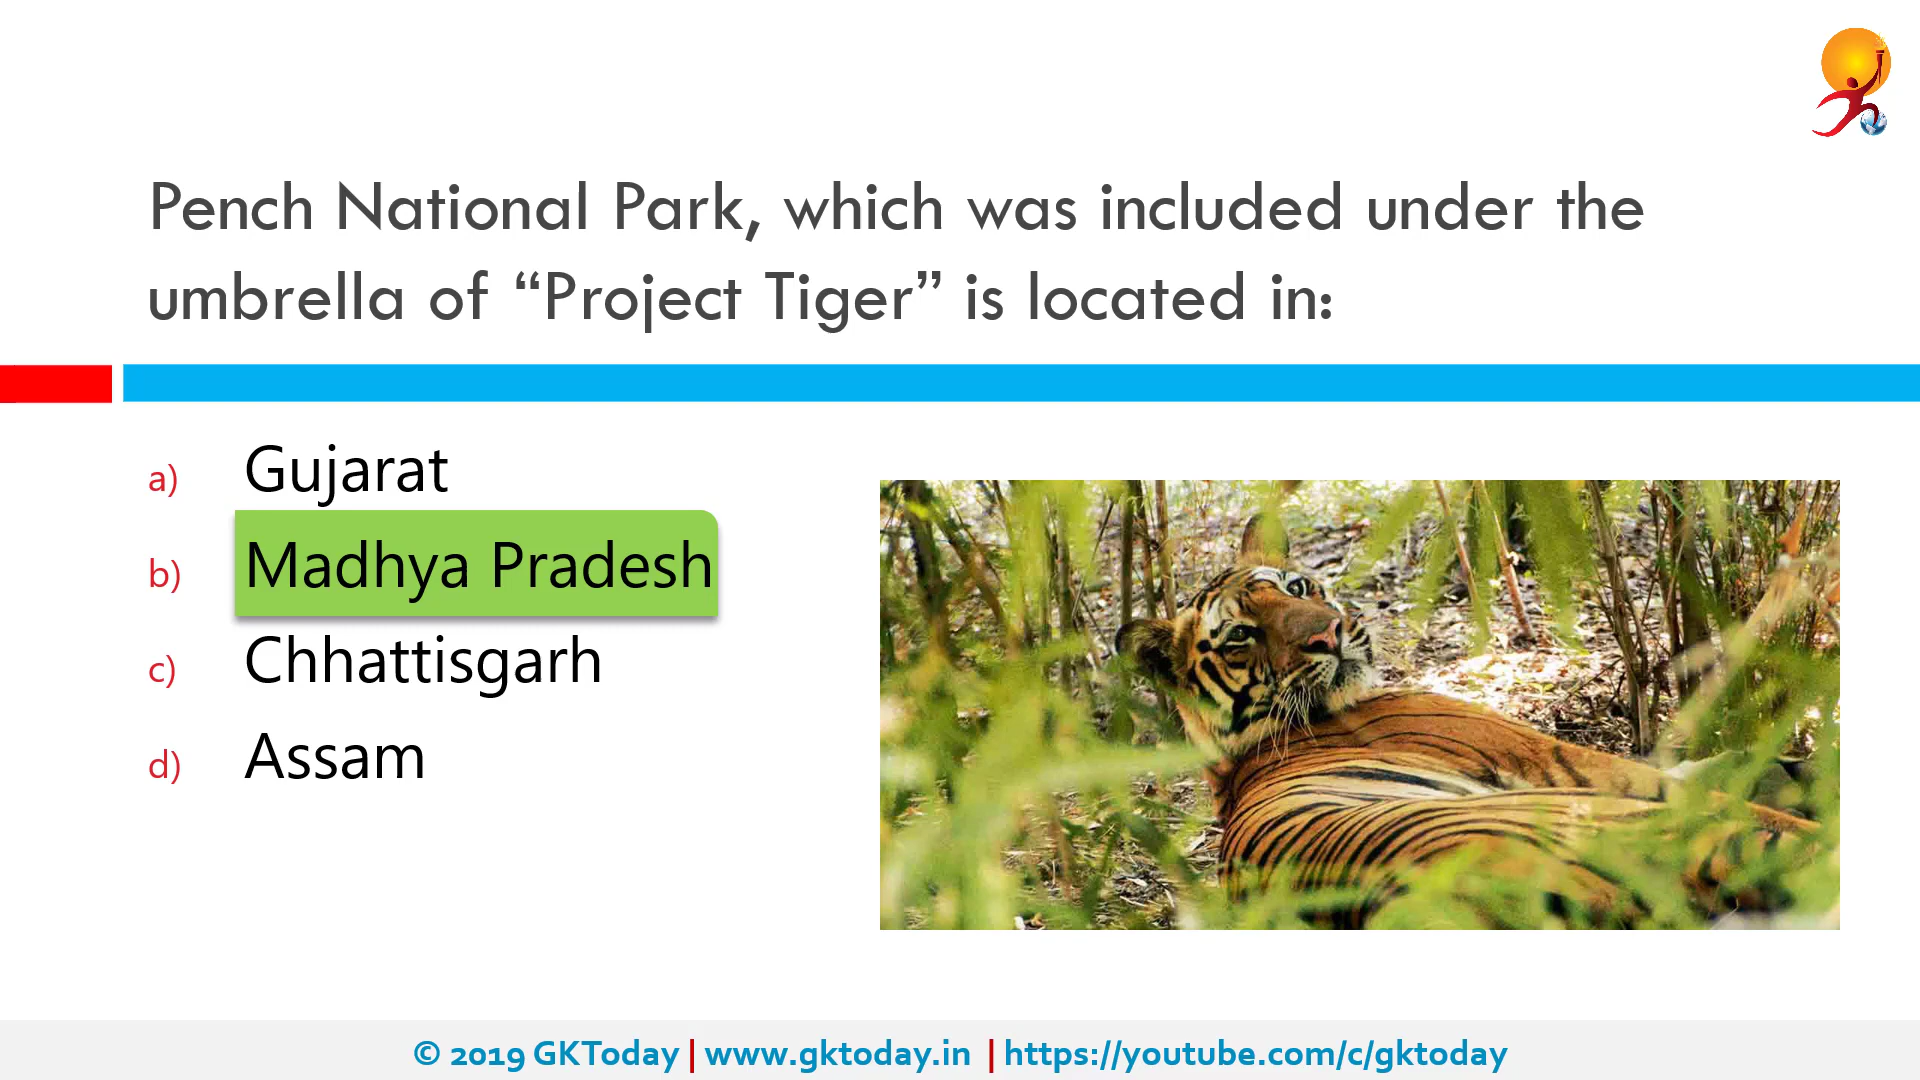 Pench National Park, which was included under the
umbrella of “Project Tiger” is located in:
a) Gujarat
b) Madhya Pradesh
c) Chhattisgarh
d) Assam
© 2019 GKToday | www.gktoday.in | https://youtube.com/c/gktoday